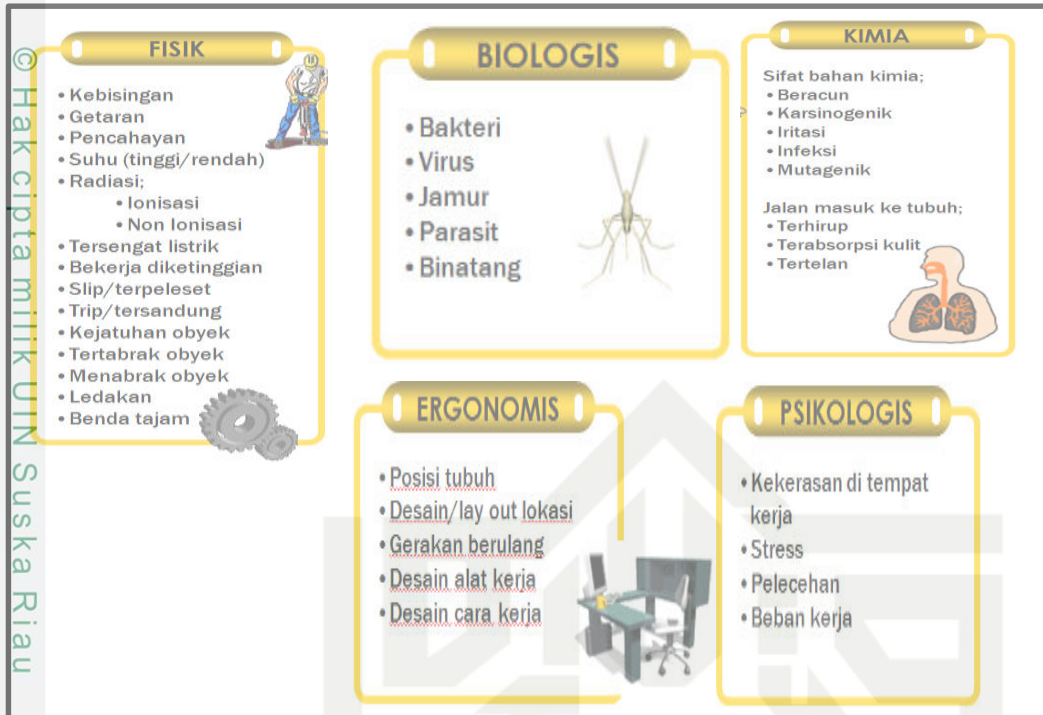 © Hak cipta milik UIN Suska Riau
FISIK
• Kebisingan
• Getaran
• Pencahayan
• Suhu (tinggi/rendah)
• Radiasi;
• Ionisasi
• Non Ionisasi
• Tersengat listrik
• Bekerja diketinggian
• Slip/terpeleset
• Trip/tersandung
• Kejatuhan obyek
• Tertabrak obyek
• Menabrak obyek
• Ledakan
• Benda tajam
BIOLOGIS
• Bakteri
• Virus
• Jamur
• Parasit
• Binatang
KIMIA
Sifat bahan kimia;
• Beracun
• Karsinogenik
• Iritasi
• Infeksi
• Mutagenik
Jalan masuk ke tubuh;
• Terhirup
• Terabsorpsi kulit
• Tertelan
ERGONOMIS
• Posisi tubuh
• Desain/lay out lokasi
• Gerakan berulang
• Desain alat kerja
• Desain cara kerja
PSIKOLOGIS
• Kekerasan di tempat
kerja
• Stress
• Pelecehan
• Beban kerja